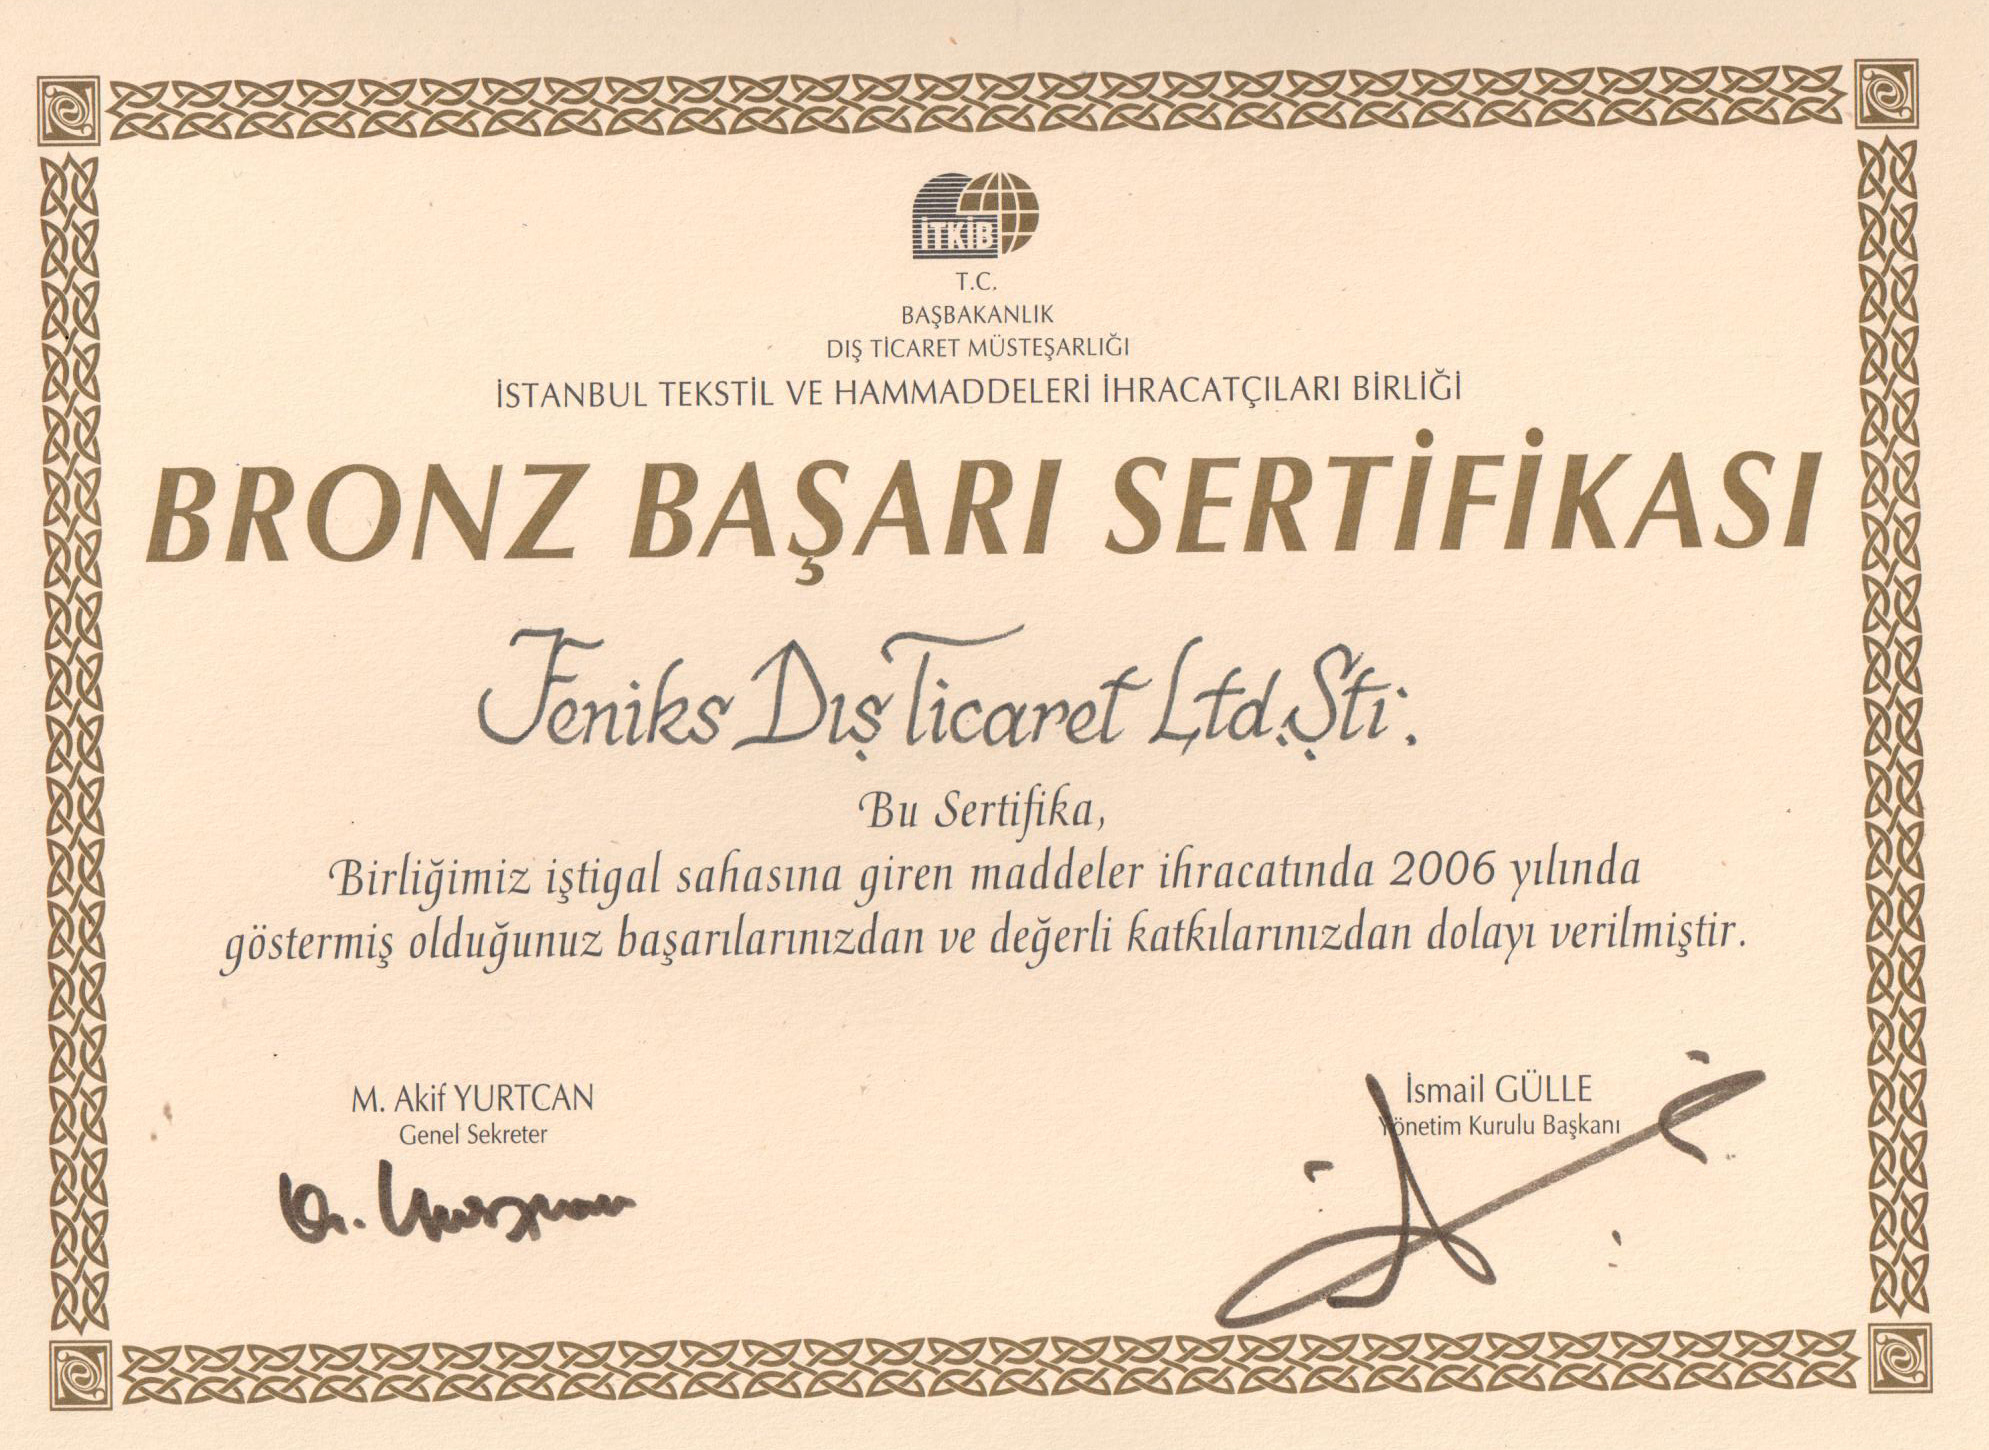 İTKİB
T.C.
BAŞBAKANLIK
DIŞ TİCARET MÜSTEŞARLIĞI
İSTANBUL TEKSTİL VE HAMMADDELERİ İHRACATÇILARI BİRLİĞİ
BRONZ BAŞARI SERTİFİKASI
Feniks Dış Ticaret Ltd. Şti.
Bu Sertifika,
Birliğimiz iştigal sahasına giren maddeler ihracatında 2006 yılında
göstermiş olduğunuz başarılarınızdan ve değerli katkılarınızdan dolayı verilmiştir.
M. Akif YURTCAN
Genel Sekreter
İsmail GÜLLE
Yönetim Kurulu Başkanı